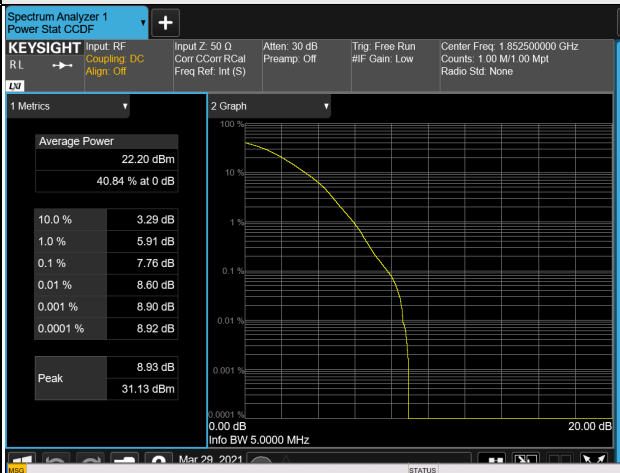 Spectrum Analyzer 1
Power Stat CCDF
+
KEYSIGHT
RL
LXI
Input: RF
Coupling: DC
Align: Off
Input Z: 50 Ω
Corr CCorr RCal
Freq Ref: Int (S)
Atten: 30 dB
Preamp: Off
Trig: Free Run
#IF Gain: Low
Center Freq: 1.852500000 GHz
Counts: 1.00 M/1.00 Mpt
Radio Std: None
1 Metrics
Average Power
22.20 dBm
40.84 % at 0 dB
10.0 % 3.29 dB
1.0 % 5.91 dB
0.1 % 7.76 dB
0.01 % 8.60 dB
0.001 % 8.90 dB
0.0001 % 8.92 dB
Peak
8.93 dB
31.13 dBm
2 Graph
100 %
10 %
1 %
0.1 %
0.01 %
0.001 %
0.0001 %
0.00 dB 20.00 dB
Info BW 5.0000 MHz
Mar 29, 2021
MSG STATUS